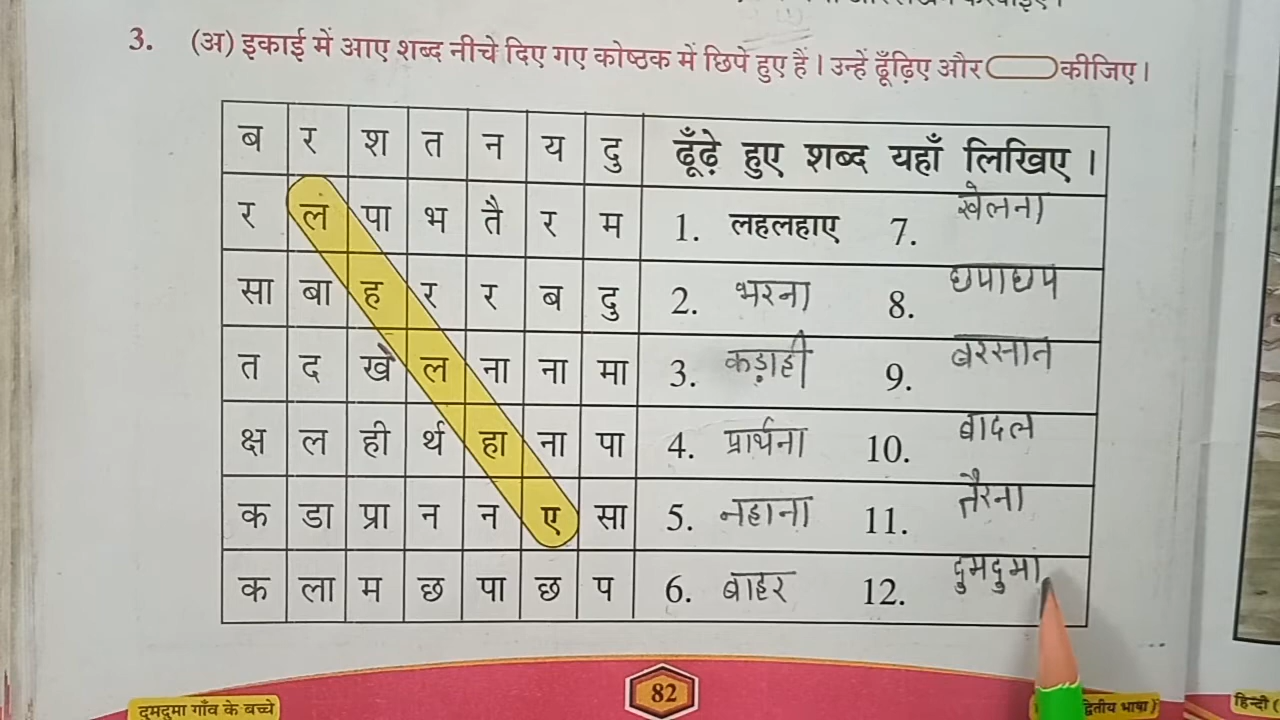 3. (अ) इकाई में आए शब्द नीचे दिए गए कोष्ठक में छिपे हुए हैं। उन्हें ढूँढ़िए और कीजिए।
ब र श त न य दु ढूँढ़े हुए शब्द यहाँ लिखिए।
र लं पा भ तै र म 1. लहलहाए 7. खेलना
सा बा ह र र ब दु 2. भरना 8. छपाछप
त द खे ल ना ना मा 3. कड़ाही 9. बरसात
क्ष ल ही र्थ हा ना पा 4. प्रार्थना 10. बादल
क डा प्रा न न ए सा 5. नहाना 11. तैरना
क ला म छ पा छ प 6. बाहर 12. दुमदुमा
दुमदुमा गाँव के बच्चे 82 द्वितीय भाषा) हिन्दी (